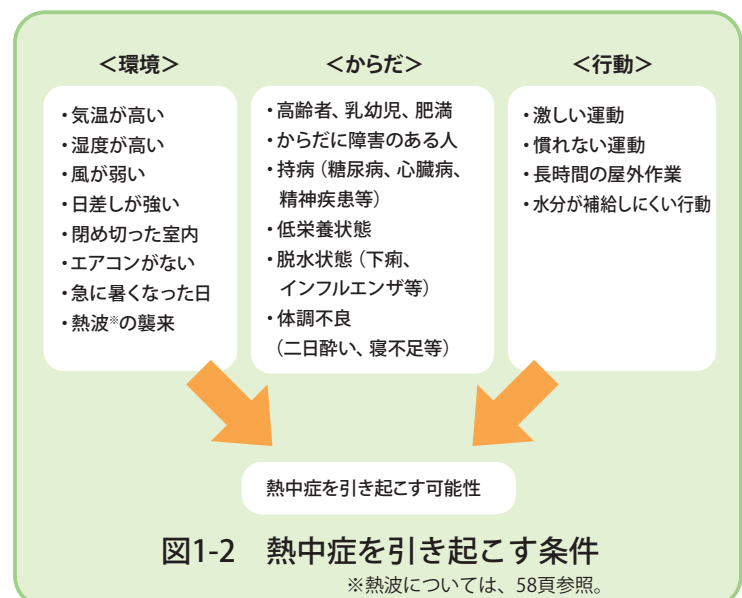 ＜環境＞
・気温が高い
・湿度が高い
・風が弱い
・日差しが強い
・閉め切った室内
・エアコンがない
・急に暑くなった日
・熱波※の襲来
＜からだ＞
・高齢者、乳幼児、肥満
・からだに障害のある人
・持病（糖尿病、心臓病、
精神疾患等）
・低栄養状態
・脱水状態（下痢、
インフルエンザ等）
・体調不良
（二日酔い、寝不足等）
＜行動＞
・激しい運動
・慣れない運動
・長時間の屋外作業
・水分が補給しにくい行動
熱中症を引き起こす可能性
図1-2　熱中症を引き起こす条件
※熱波については、58頁参照。